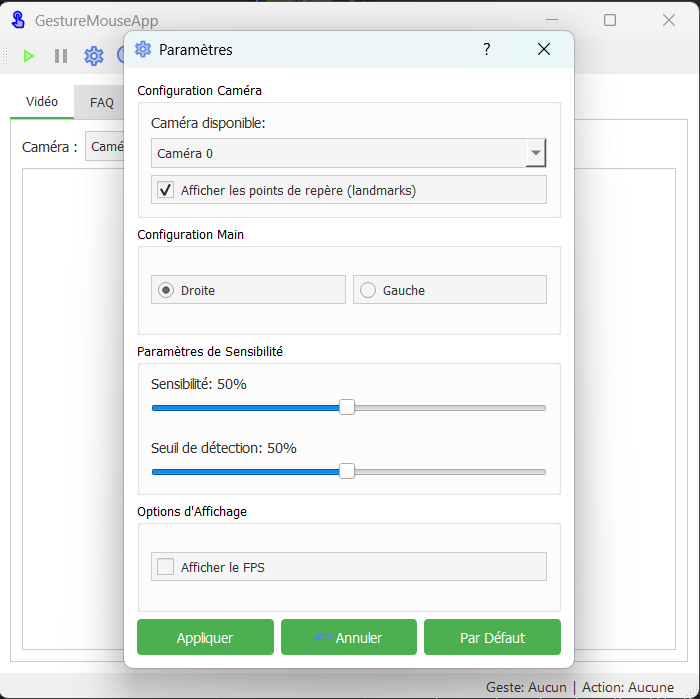 GestureMouseApp
Paramètres
?
Vidéo
FAQ
Caméra :
Configuration Caméra
Caméra disponible:
Caméra 0
Afficher les points de repère (landmarks)
Configuration Main
Droite
Gauche
Paramètres de Sensibilité
Sensibilité: 50%
Seuil de détection: 50%
Options d'Affichage
Afficher le FPS
Appliquer
Annuler
Par Défaut
Geste: Aucun | Action: Aucune